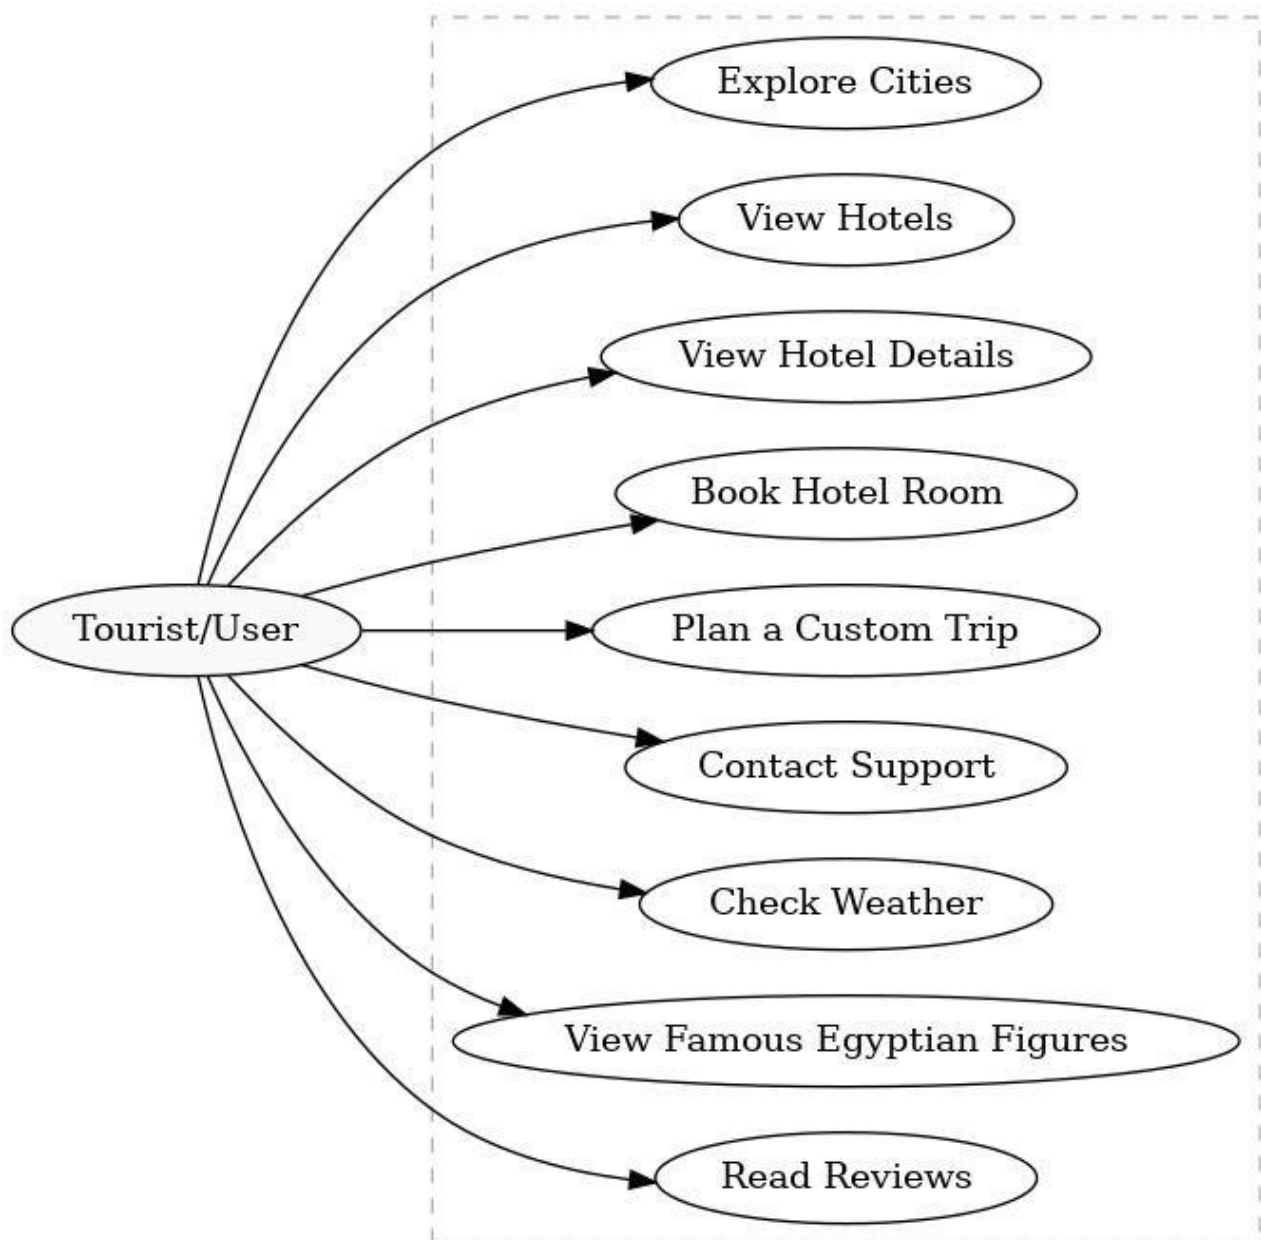 Explore Cities
View Hotels
View Hotel Details
Book Hotel Room
Tourist/User
Plan a Custom Trip
Contact Support
Check Weather
View Famous Egyptian Figures
Read Reviews